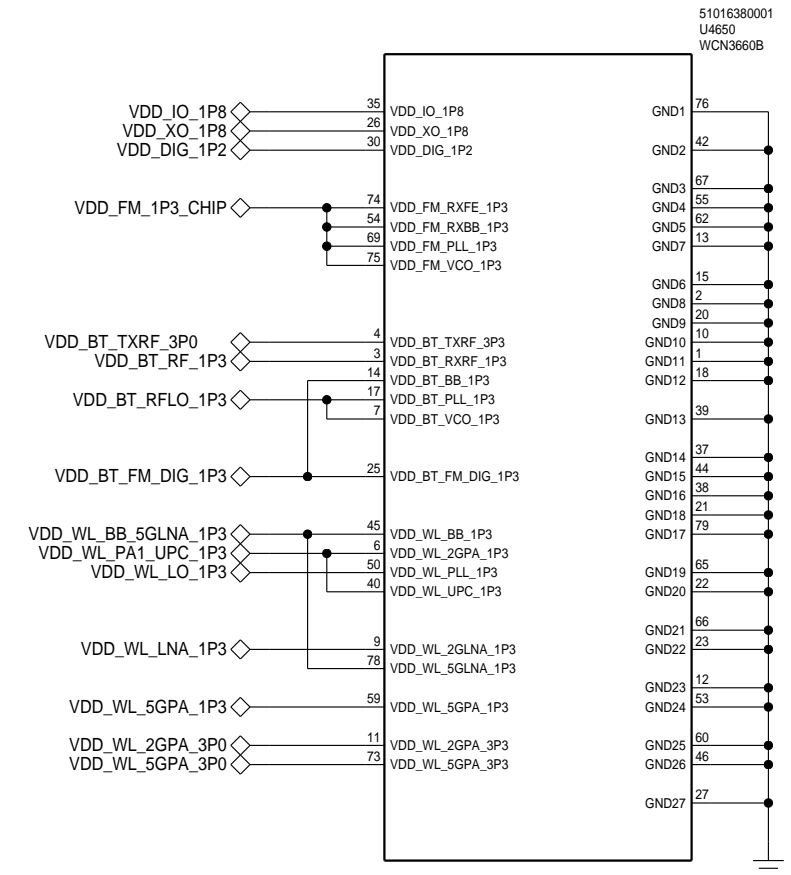 51016380001
U4650
WCN3660B
VDD_IO_1P8 35 VDD_IO_1P8 GND1 76
VDD_XO_1P8 26 VDD_XO_1P8
VDD_DIG_1P2 30 VDD_DIG_1P2 GND2 42
GND3 67
VDD_FM_1P3_CHIP 74 VDD_FM_RXFE_1P3 GND4 55
54 VDD_FM_RXBB_1P3 GND5 62
69 VDD_FM_PLL_1P3 GND7 13
75 VDD_FM_VCO_1P3
GND6 15
GND8 2
GND9 20
VDD_BT_TXRF_3P0 4 VDD_BT_TXRF_3P3 GND10 10
VDD_BT_RF_1P3 3 VDD_BT_RXRF_1P3 GND11 1
14 VDD_BT_BB_1P3 GND12 18
VDD_BT_RFLO_1P3 17 VDD_BT_PLL_1P3
7 VDD_BT_VCO_1P3 GND13 39
GND14 37
VDD_BT_FM_DIG_1P3 25 VDD_BT_FM_DIG_1P3 GND15 44
GND16 38
GND18 21
VDD_WL_BB_5GLNA_1P3 45 VDD_WL_BB_1P3 GND17 79
VDD_WL_PA1_UPC_1P3 6 VDD_WL_2GPA_1P3
VDD_WL_LO_1P3 50 VDD_WL_PLL_1P3 GND19 65
40 VDD_WL_UPC_1P3 GND20 22
GND21 66
VDD_WL_LNA_1P3 9 VDD_WL_2GLNA_1P3 GND22 23
78 VDD_WL_5GLNA_1P3
GND23 12
VDD_WL_5GPA_1P3 59 VDD_WL_5GPA_1P3 GND24 53
VDD_WL_2GPA_3P0 11 VDD_WL_2GPA_3P3 GND25 60
VDD_WL_5GPA_3P0 73 VDD_WL_5GPA_3P3 GND26 46
GND27 27